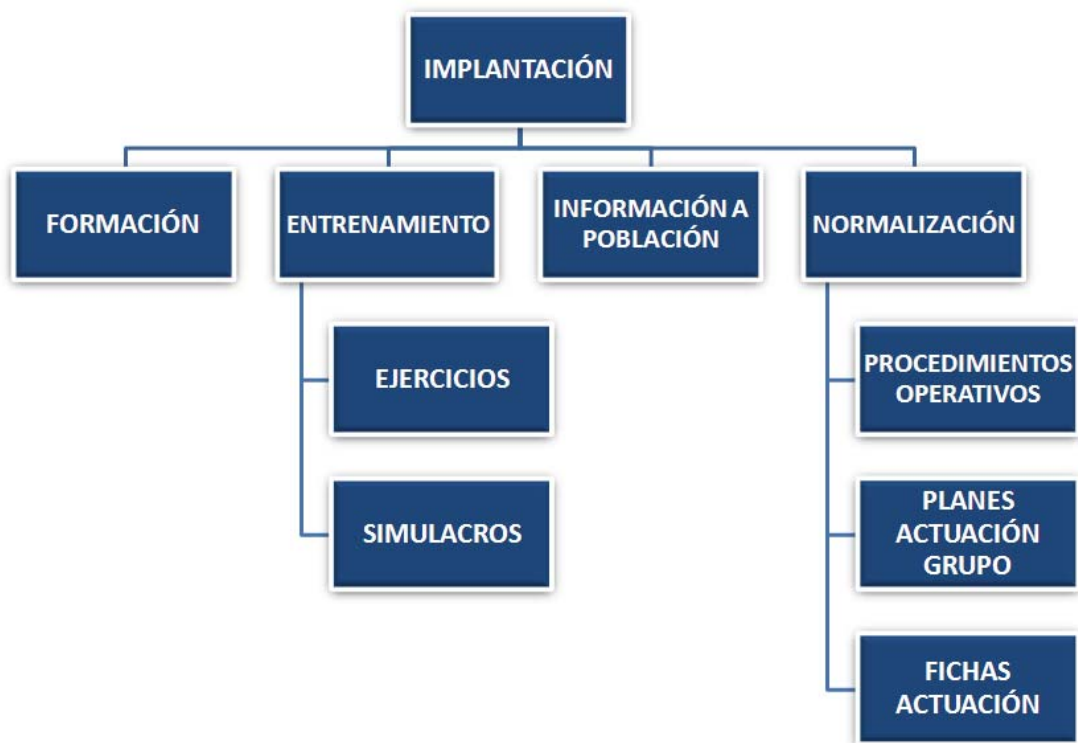 IMPLANTACIÓN
FORMACIÓN
ENTRENAMIENTO
INFORMACIÓN A
POBLACIÓN
NORMALIZACIÓN
EJERCICIOS
SIMULACROS
PROCEDIMIENTOS
OPERATIVOS
PLANES
ACTUACIÓN
GRUPO
FICHAS
ACTUACIÓN